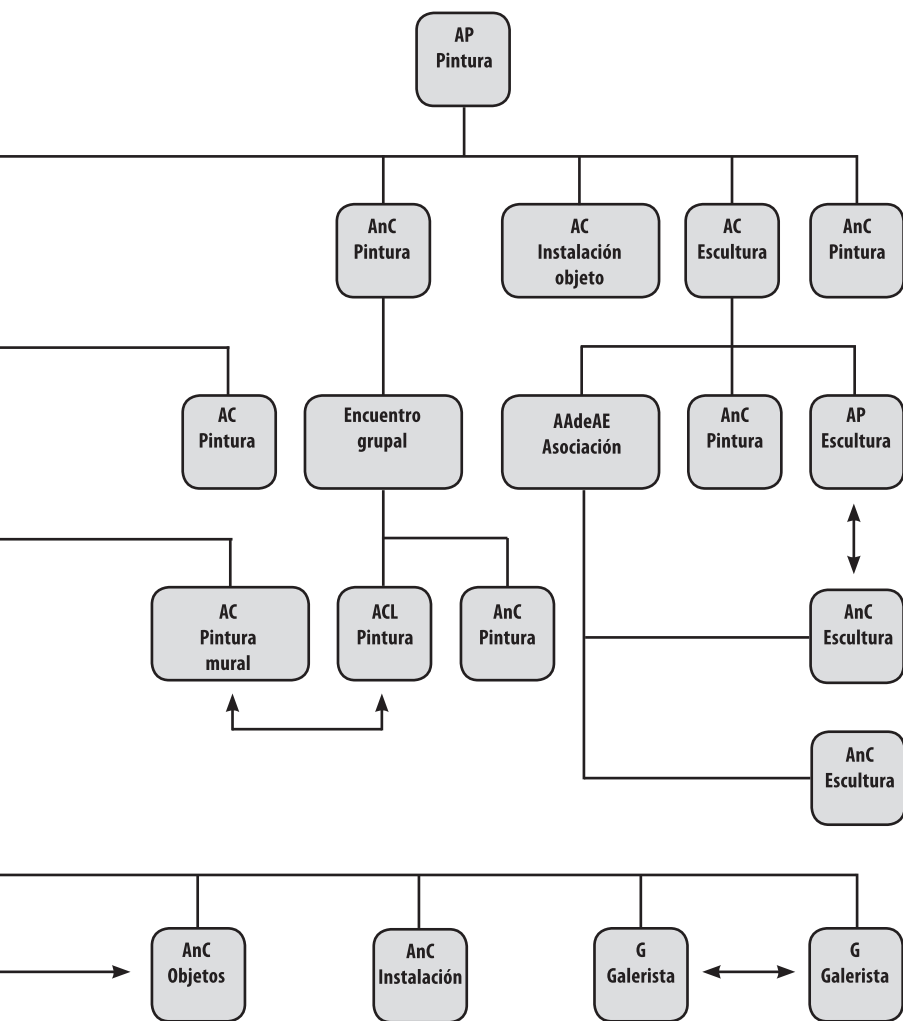 AP
Pintura
AnC
Pintura
AC
Instalación
objeto
AC
Escultura
AnC
Pintura
AC
Pintura
Encuentro
grupal
AAdeAE
Asociación
AnC
Pintura
AP
Escultura
AC
Pintura
mural
ACL
Pintura
AnC
Pintura
AnC
Escultura
AnC
Escultura
AnC
Objetos
AnC
Instalación
G
Galerista
G
Galerista